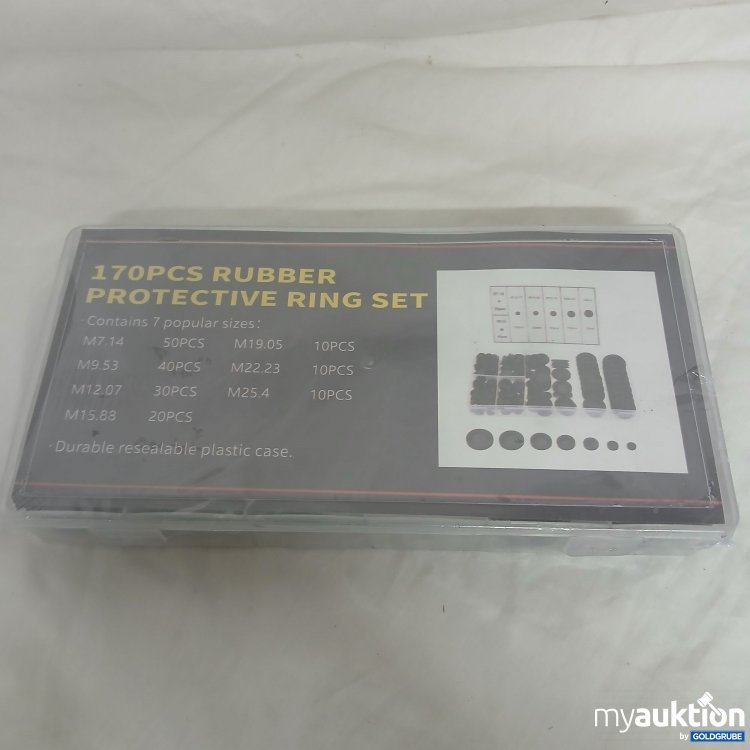 170PCS RUBBER
PROTECTIVE RING SET
·Contains 7 popular sizes:
M7.14 50PCS M19.05 10PCS
M9.53 40PCS M22.23 10PCS
M12.07 30PCS M25.4 10PCS
M15.88 20PCS
·Durable resealable plastic case.
myauktion
by GOLDGRUBE